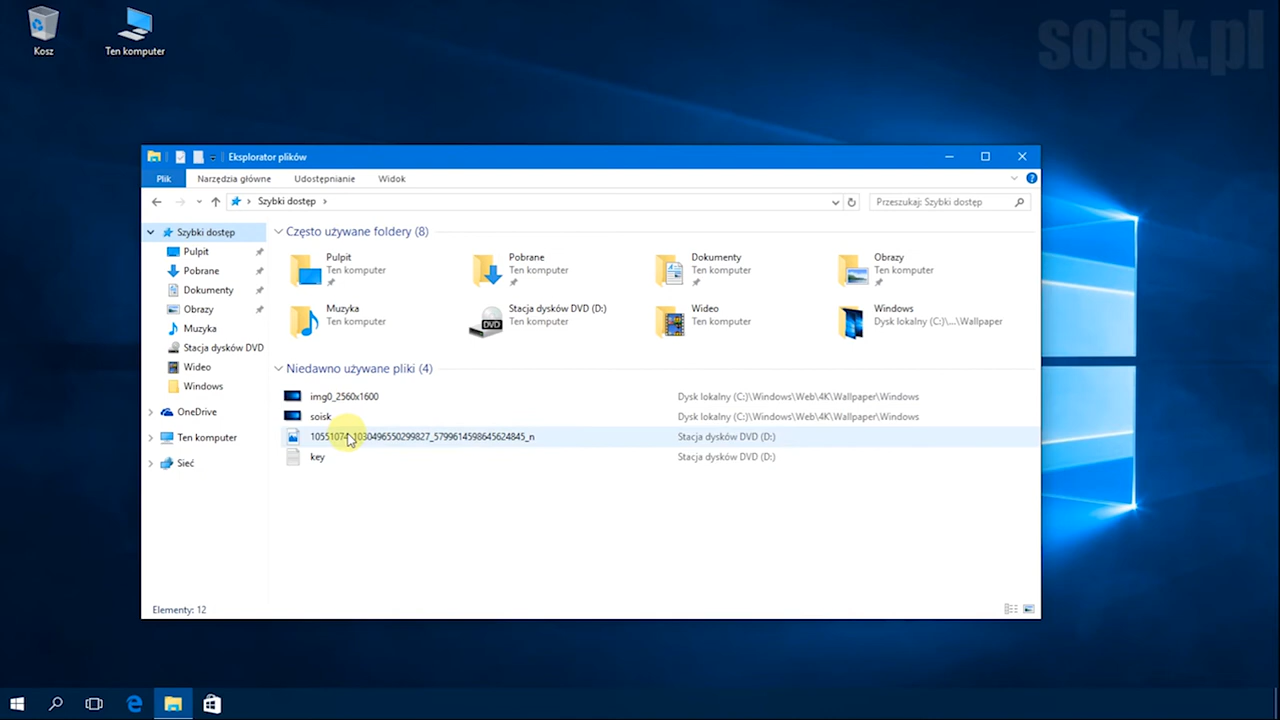 soisk.pl
Kosz
Ten komputer
Eksplorator plików
Plik Narzędzia główne Udostępnianie Widok
Szybki dostęp
Przeszukaj: Szybki dostęp
Szybki dostęp
Pulpit
Pobrane
Dokumenty
Obrazy
Muzyka
Stacja dysków DVD
Wideo
Windows
OneDrive
Ten komputer
Sieć
Często używane foldery (8)
Pulpit
Ten komputer
Pobrane
Ten komputer
Dokumenty
Ten komputer
Obrazy
Ten komputer
Muzyka
Ten komputer
Stacja dysków DVD (D:)
Ten komputer
DVD
Wideo
Ten komputer
Windows
Dysk lokalny (C:)\...\Wallpaper
Niedawno używane pliki (4)
img0_2560x1600 Dysk lokalny (C:)\Windows\Web\4K\Wallpaper\Windows
soisk Dysk lokalny (C:)\Windows\Web\4K\Wallpaper\Windows
10551074_1030496550299827_5799614598645624845_n Stacja dysków DVD (D:)
key Stacja dysków DVD (D:)
Elementy: 12